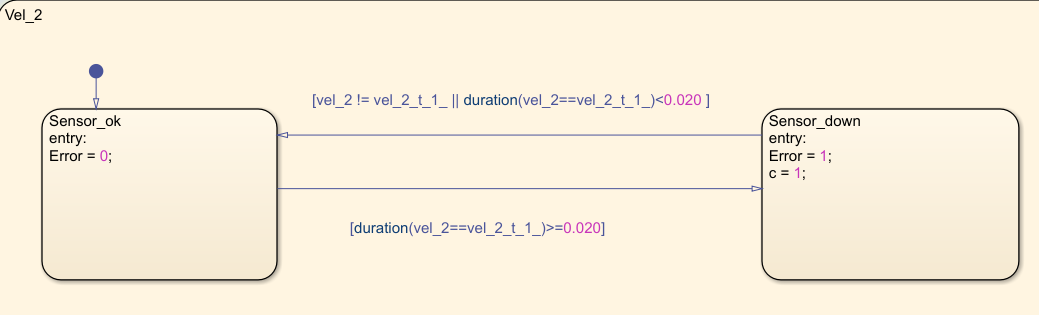 Vel_2
[vel_2 != vel_2_t_1_ || duration(vel_2==vel_2_t_1_)<0.020 ]
Sensor_ok
entry:
Error = 0;
Sensor_down
entry:
Error = 1;
c = 1;
[duration(vel_2==vel_2_t_1_)>=0.020]